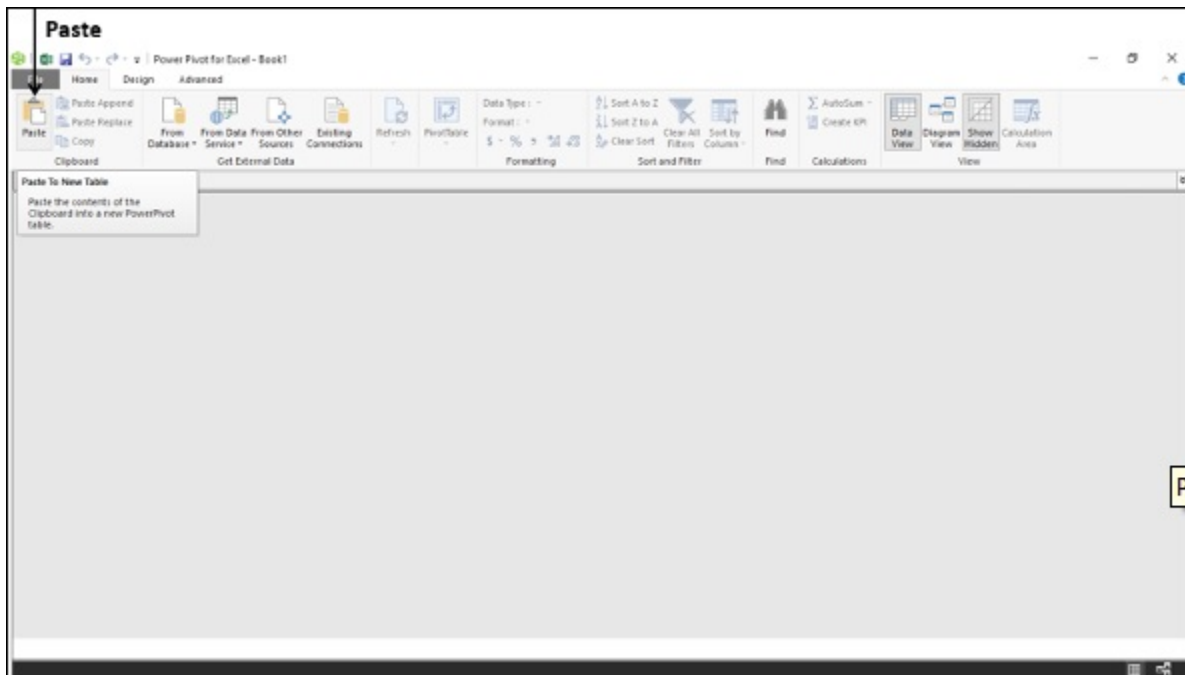 Paste
Power Pivot for Excel - Book1
File Home Design Advanced
Paste
Paste Append
Paste Replace
Copy
Clipboard
From Database
From Data Service
From Other Sources
Existing Connections
Get External Data
Refresh
PivotTable
Data Type :
Format :
$ % ,
Formatting
Sort A to Z
Sort Z to A
Clear Sort
Clear All Filters
Sort by Column
Sort and Filter
Find
Find
AutoSum
Create KPI
Calculations
Data View
Diagram View
Show Hidden
Calculation Area
View
Paste To New Table
Paste the contents of the
Clipboard into a new PowerPivot
table.
P